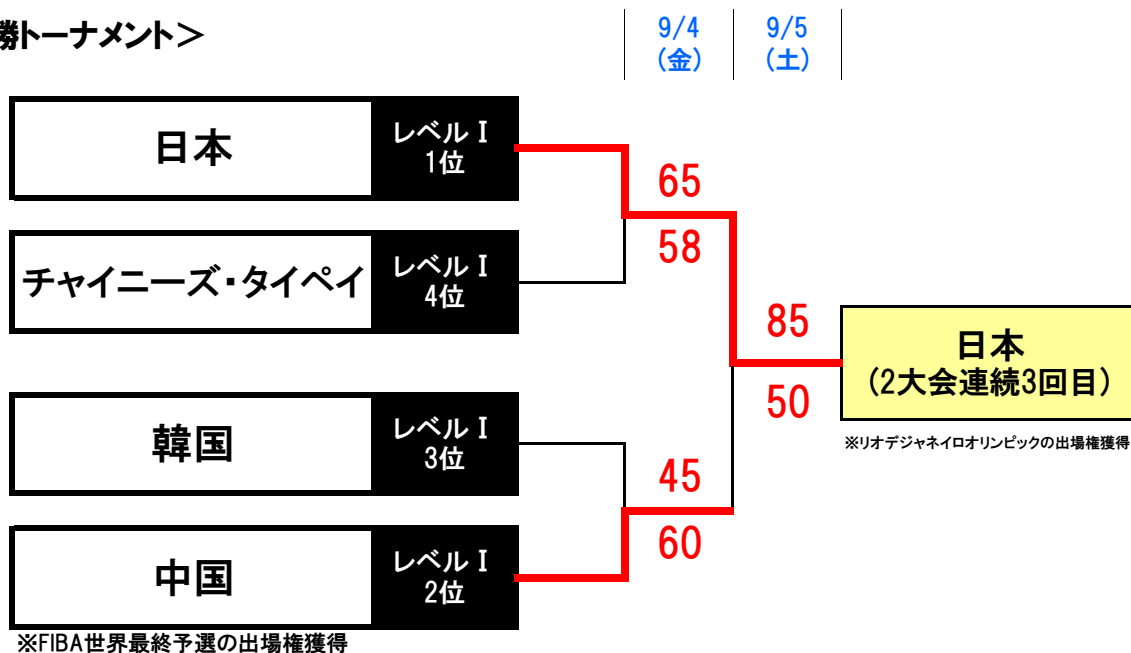 勝トーナメント＞
9/4
(金)
9/5
(土)
日本
レベルⅠ
1位
65
58
チャイニーズ・タイペイ
レベルⅠ
4位
85
50
日本
(2大会連続3回目)
※リオデジャネイロオリンピックの出場権獲得
韓国
レベルⅠ
3位
45
60
中国
レベルⅠ
2位
※FIBA世界最終予選の出場権獲得